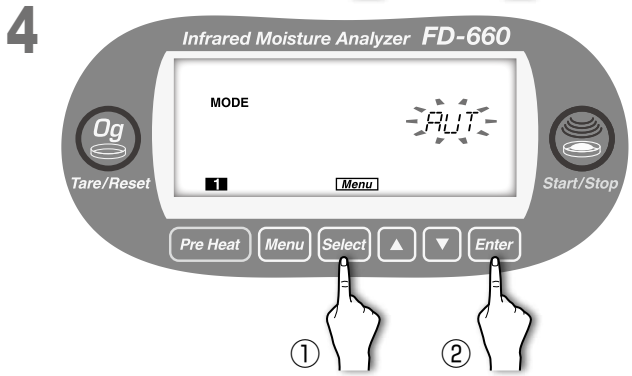 4
Infrared Moisture Analyzer FD-660
MODE
AUT
0g
Tare/Reset
1
Menu
Start/Stop
Pre Heat Menu Select ▲ ▼ Enter
① ②